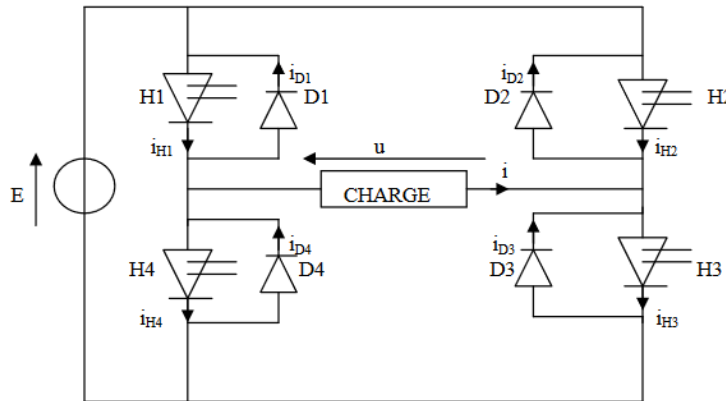 i_D1
i_D2
H1
D1
D2
H2
i_H1
u
i_H2
E
CHARGE
i
i_D4
i_D3
H4
D4
D3
H3
i_H4
i_H3